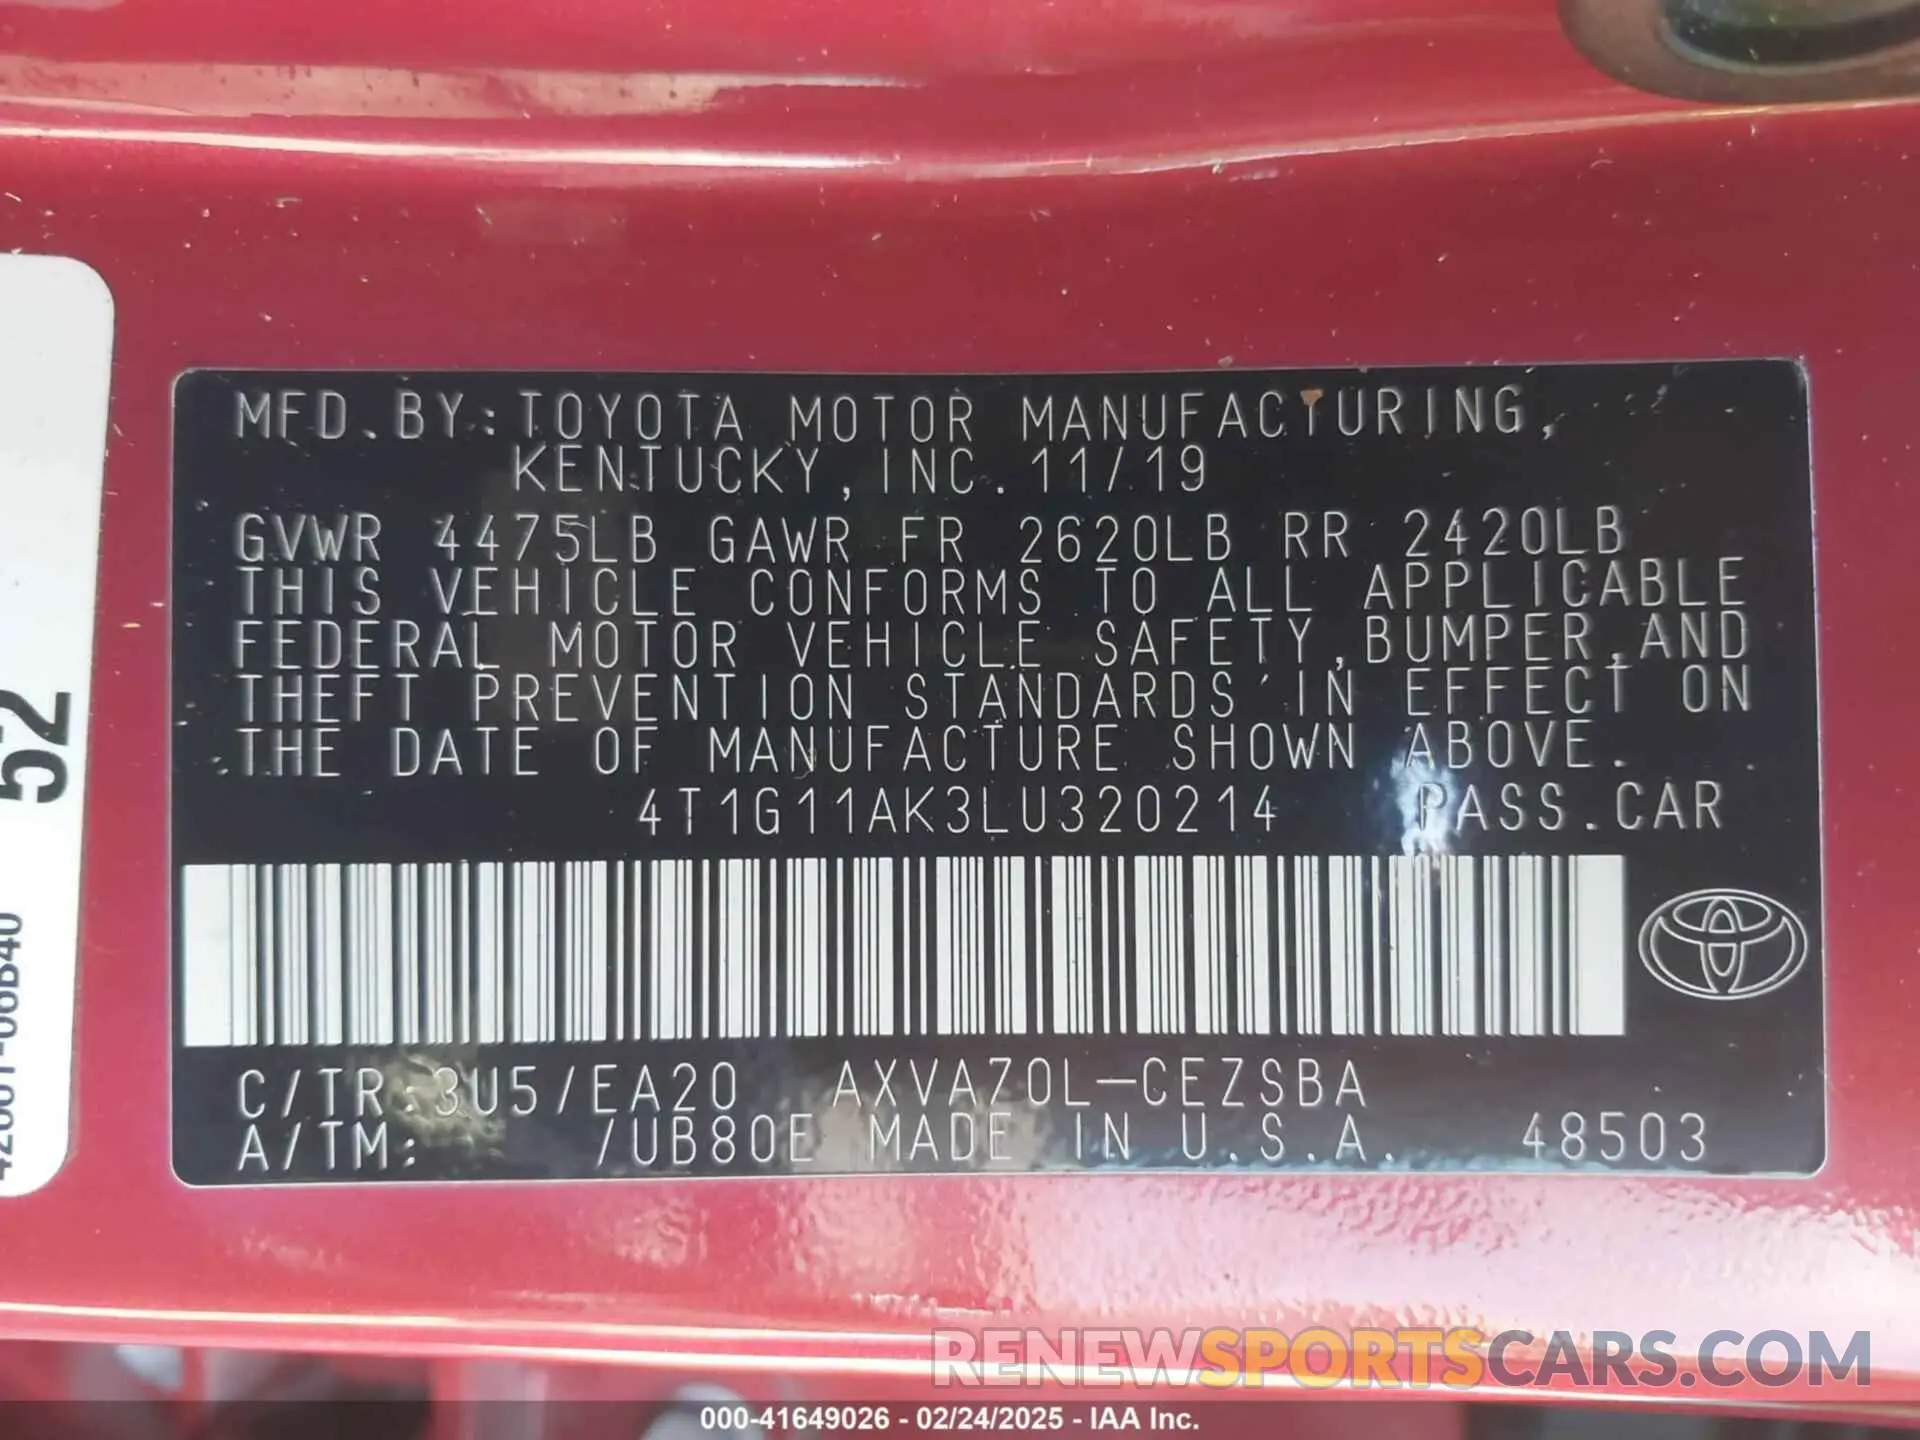 MFD.BY:TOYOTA MOTOR MANUFACTURING,
KENTUCKY, INC. 11/19
GVWR 4475LB GAWR FR 2620LB RR 2420LB
THIS VEHICLE CONFORMS TO ALL APPLICABLE
FEDERAL MOTOR VEHICLE SAFETY, BUMPER, AND
THEFT PREVENTION STANDARDS IN EFFECT ON
THE DATE OF MANUFACTURE SHOWN ABOVE.
4T1G11AK3LU320214 PASS.CAR
C/TR:3U5/EA20 AXVA70L-CEZSBA
A/TM: /UB80E MADE IN U.S.A. 48503
52
RENEWSPORTSCARS.COM
000-41649026 - 02/24/2025 - IAA Inc.